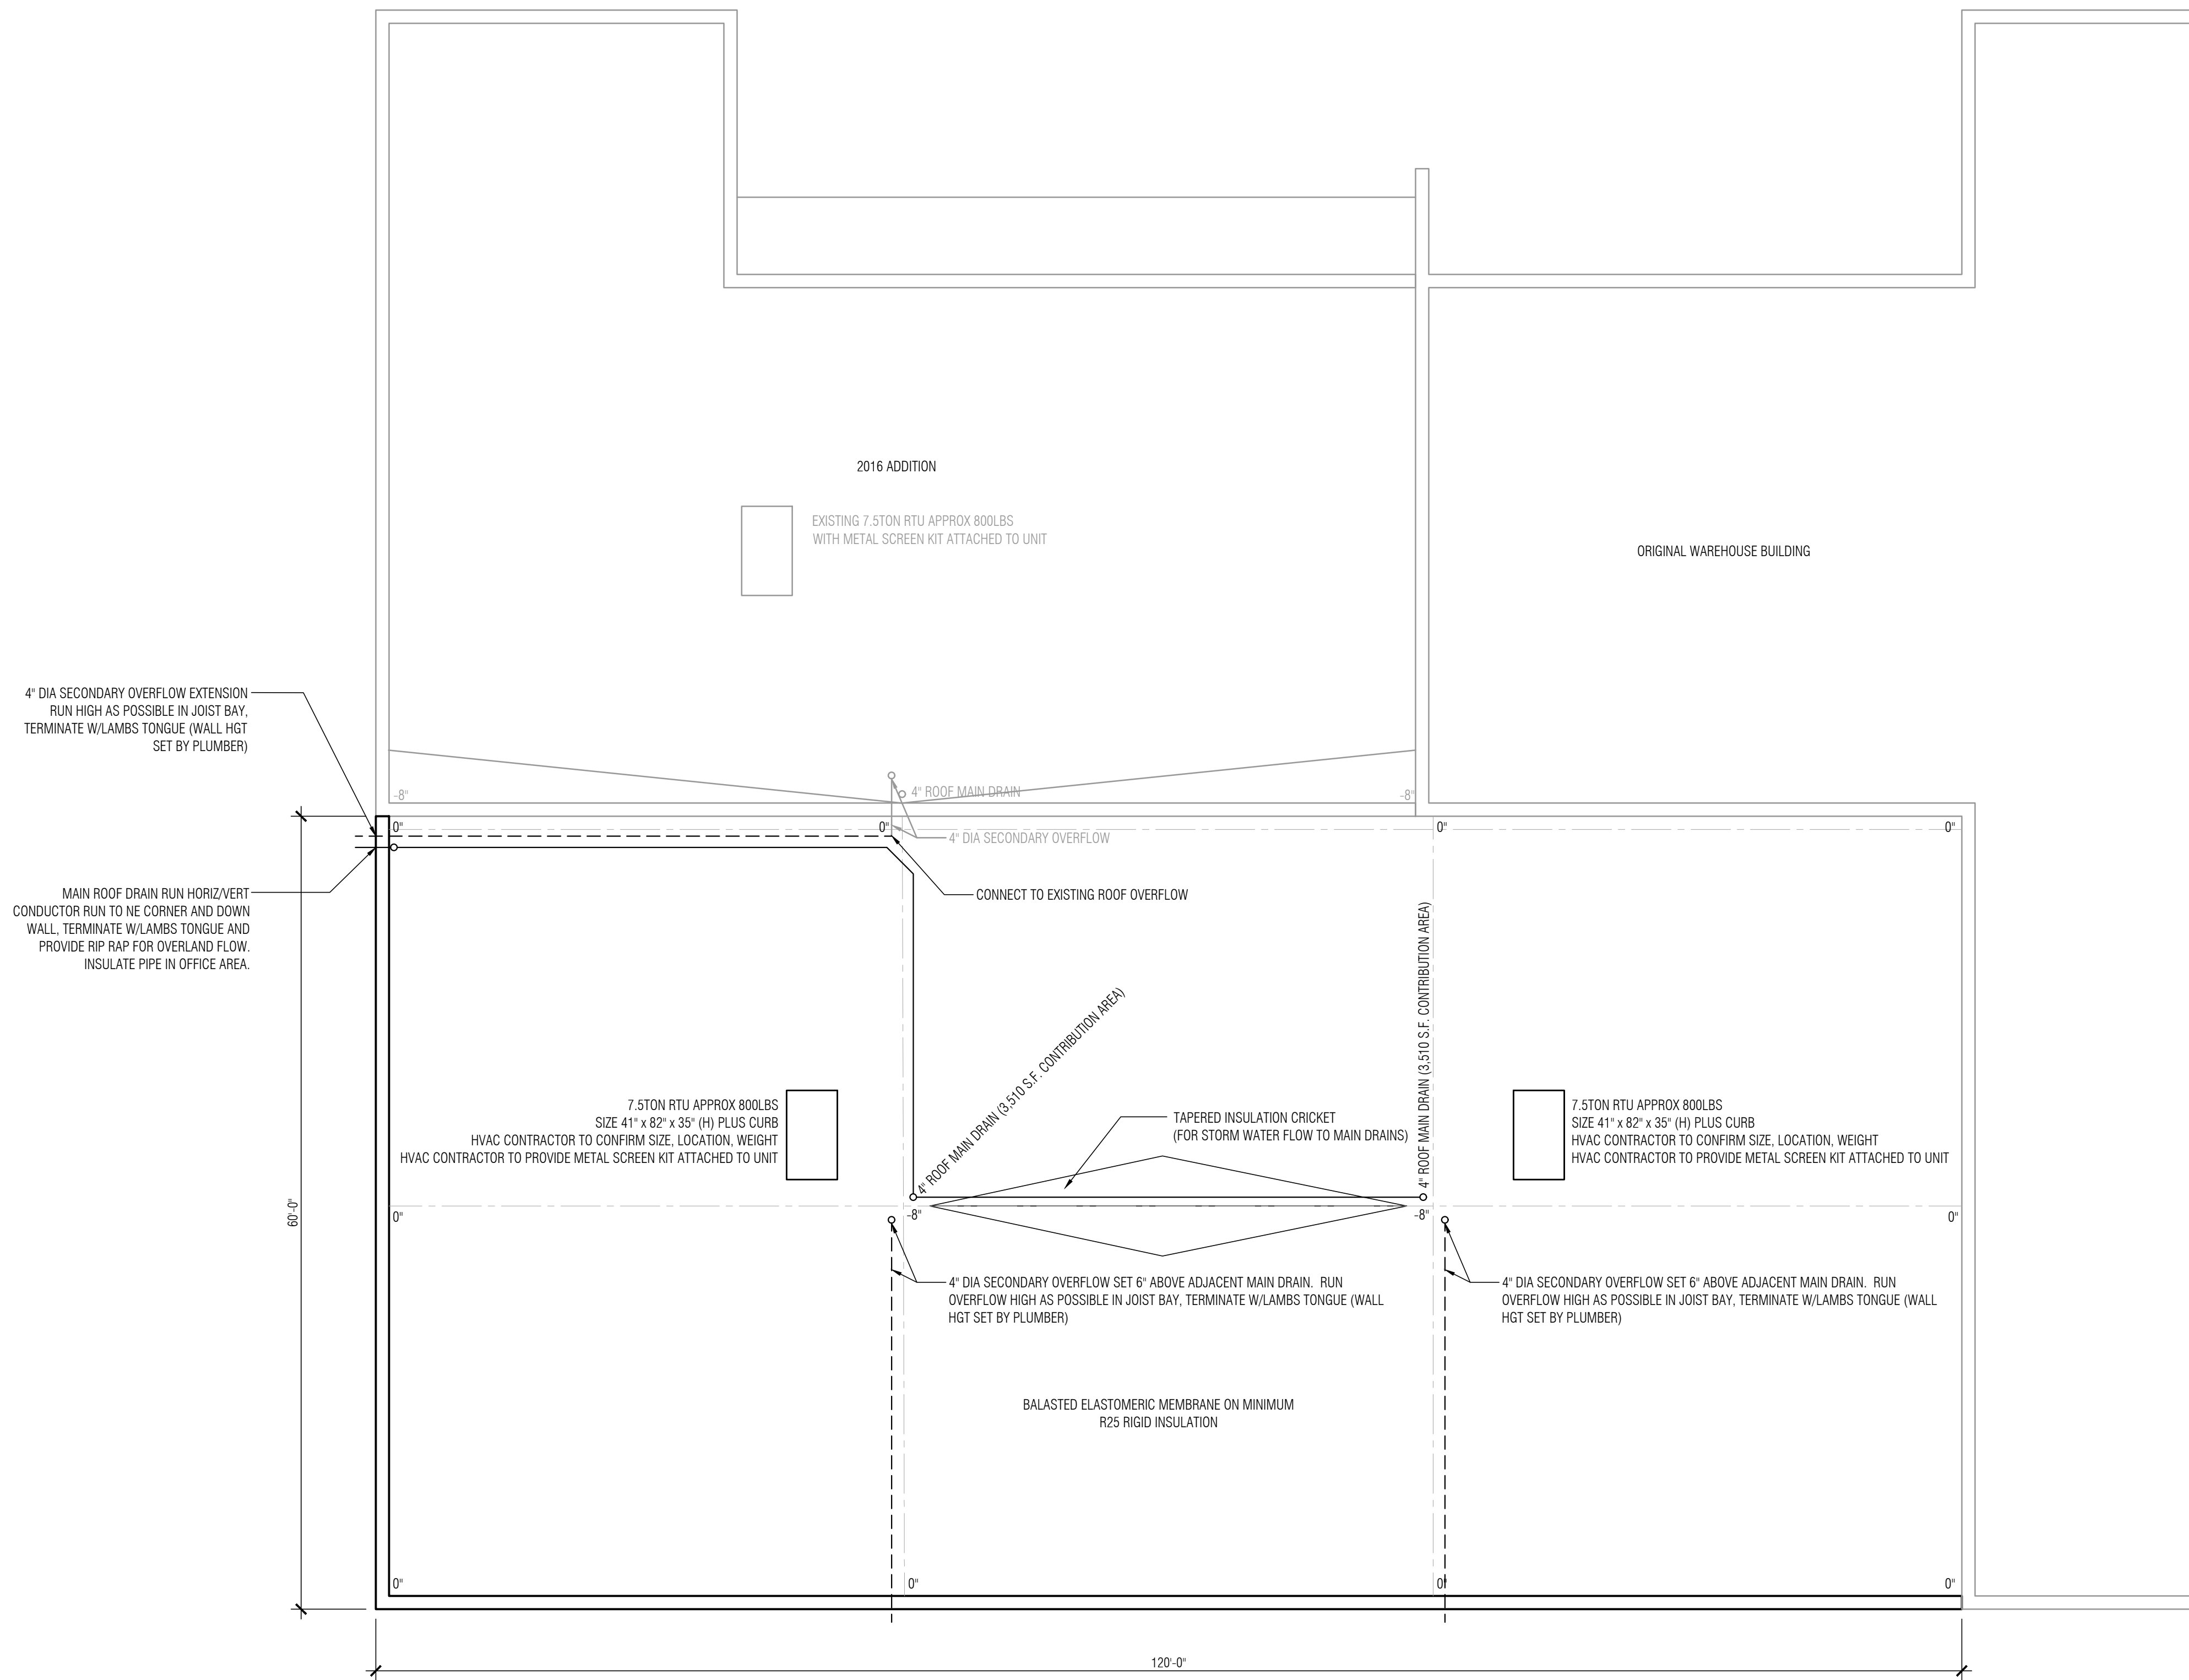 2016 ADDITION
EXISTING 7.5TON RTU APPROX 800LBS
WITH METAL SCREEN KIT ATTACHED TO UNIT
ORIGINAL WAREHOUSE BUILDING
4" DIA SECONDARY OVERFLOW EXTENSION
RUN HIGH AS POSSIBLE IN JOIST BAY,
TERMINATE W/LAMBS TONGUE (WALL HGT
SET BY PLUMBER)
-8"
4" ROOF MAIN DRAIN
-8"
0"
0"
0"
0"
4" DIA SECONDARY OVERFLOW
MAIN ROOF DRAIN RUN HORIZ/VERT
CONDUCTOR RUN TO NE CORNER AND DOWN
WALL, TERMINATE W/LAMBS TONGUE AND
PROVIDE RIP RAP FOR OVERLAND FLOW.
INSULATE PIPE IN OFFICE AREA.
CONNECT TO EXISTING ROOF OVERFLOW
4" ROOF MAIN DRAIN (3,510 S.F. CONTRIBUTION AREA)
4" ROOF MAIN DRAIN (3,510 S.F. CONTRIBUTION AREA)
7.5TON RTU APPROX 800LBS
SIZE 41" x 82" x 35" (H) PLUS CURB
HVAC CONTRACTOR TO CONFIRM SIZE, LOCATION, WEIGHT
HVAC CONTRACTOR TO PROVIDE METAL SCREEN KIT ATTACHED TO UNIT
TAPERED INSULATION CRICKET
(FOR STORM WATER FLOW TO MAIN DRAINS)
7.5TON RTU APPROX 800LBS
SIZE 41" x 82" x 35" (H) PLUS CURB
HVAC CONTRACTOR TO CONFIRM SIZE, LOCATION, WEIGHT
HVAC CONTRACTOR TO PROVIDE METAL SCREEN KIT ATTACHED TO UNIT
60'-0"
0"
-8"
-8"
0"
4" DIA SECONDARY OVERFLOW SET 6" ABOVE ADJACENT MAIN DRAIN.  RUN
OVERFLOW HIGH AS POSSIBLE IN JOIST BAY, TERMINATE W/LAMBS TONGUE (WALL
HGT SET BY PLUMBER)
4" DIA SECONDARY OVERFLOW SET 6" ABOVE ADJACENT MAIN DRAIN.  RUN
OVERFLOW HIGH AS POSSIBLE IN JOIST BAY, TERMINATE W/LAMBS TONGUE (WALL
HGT SET BY PLUMBER)
BALASTED ELASTOMERIC MEMBRANE ON MINIMUM
R25 RIGID INSULATION
0"
0"
0"
0"
120'-0"